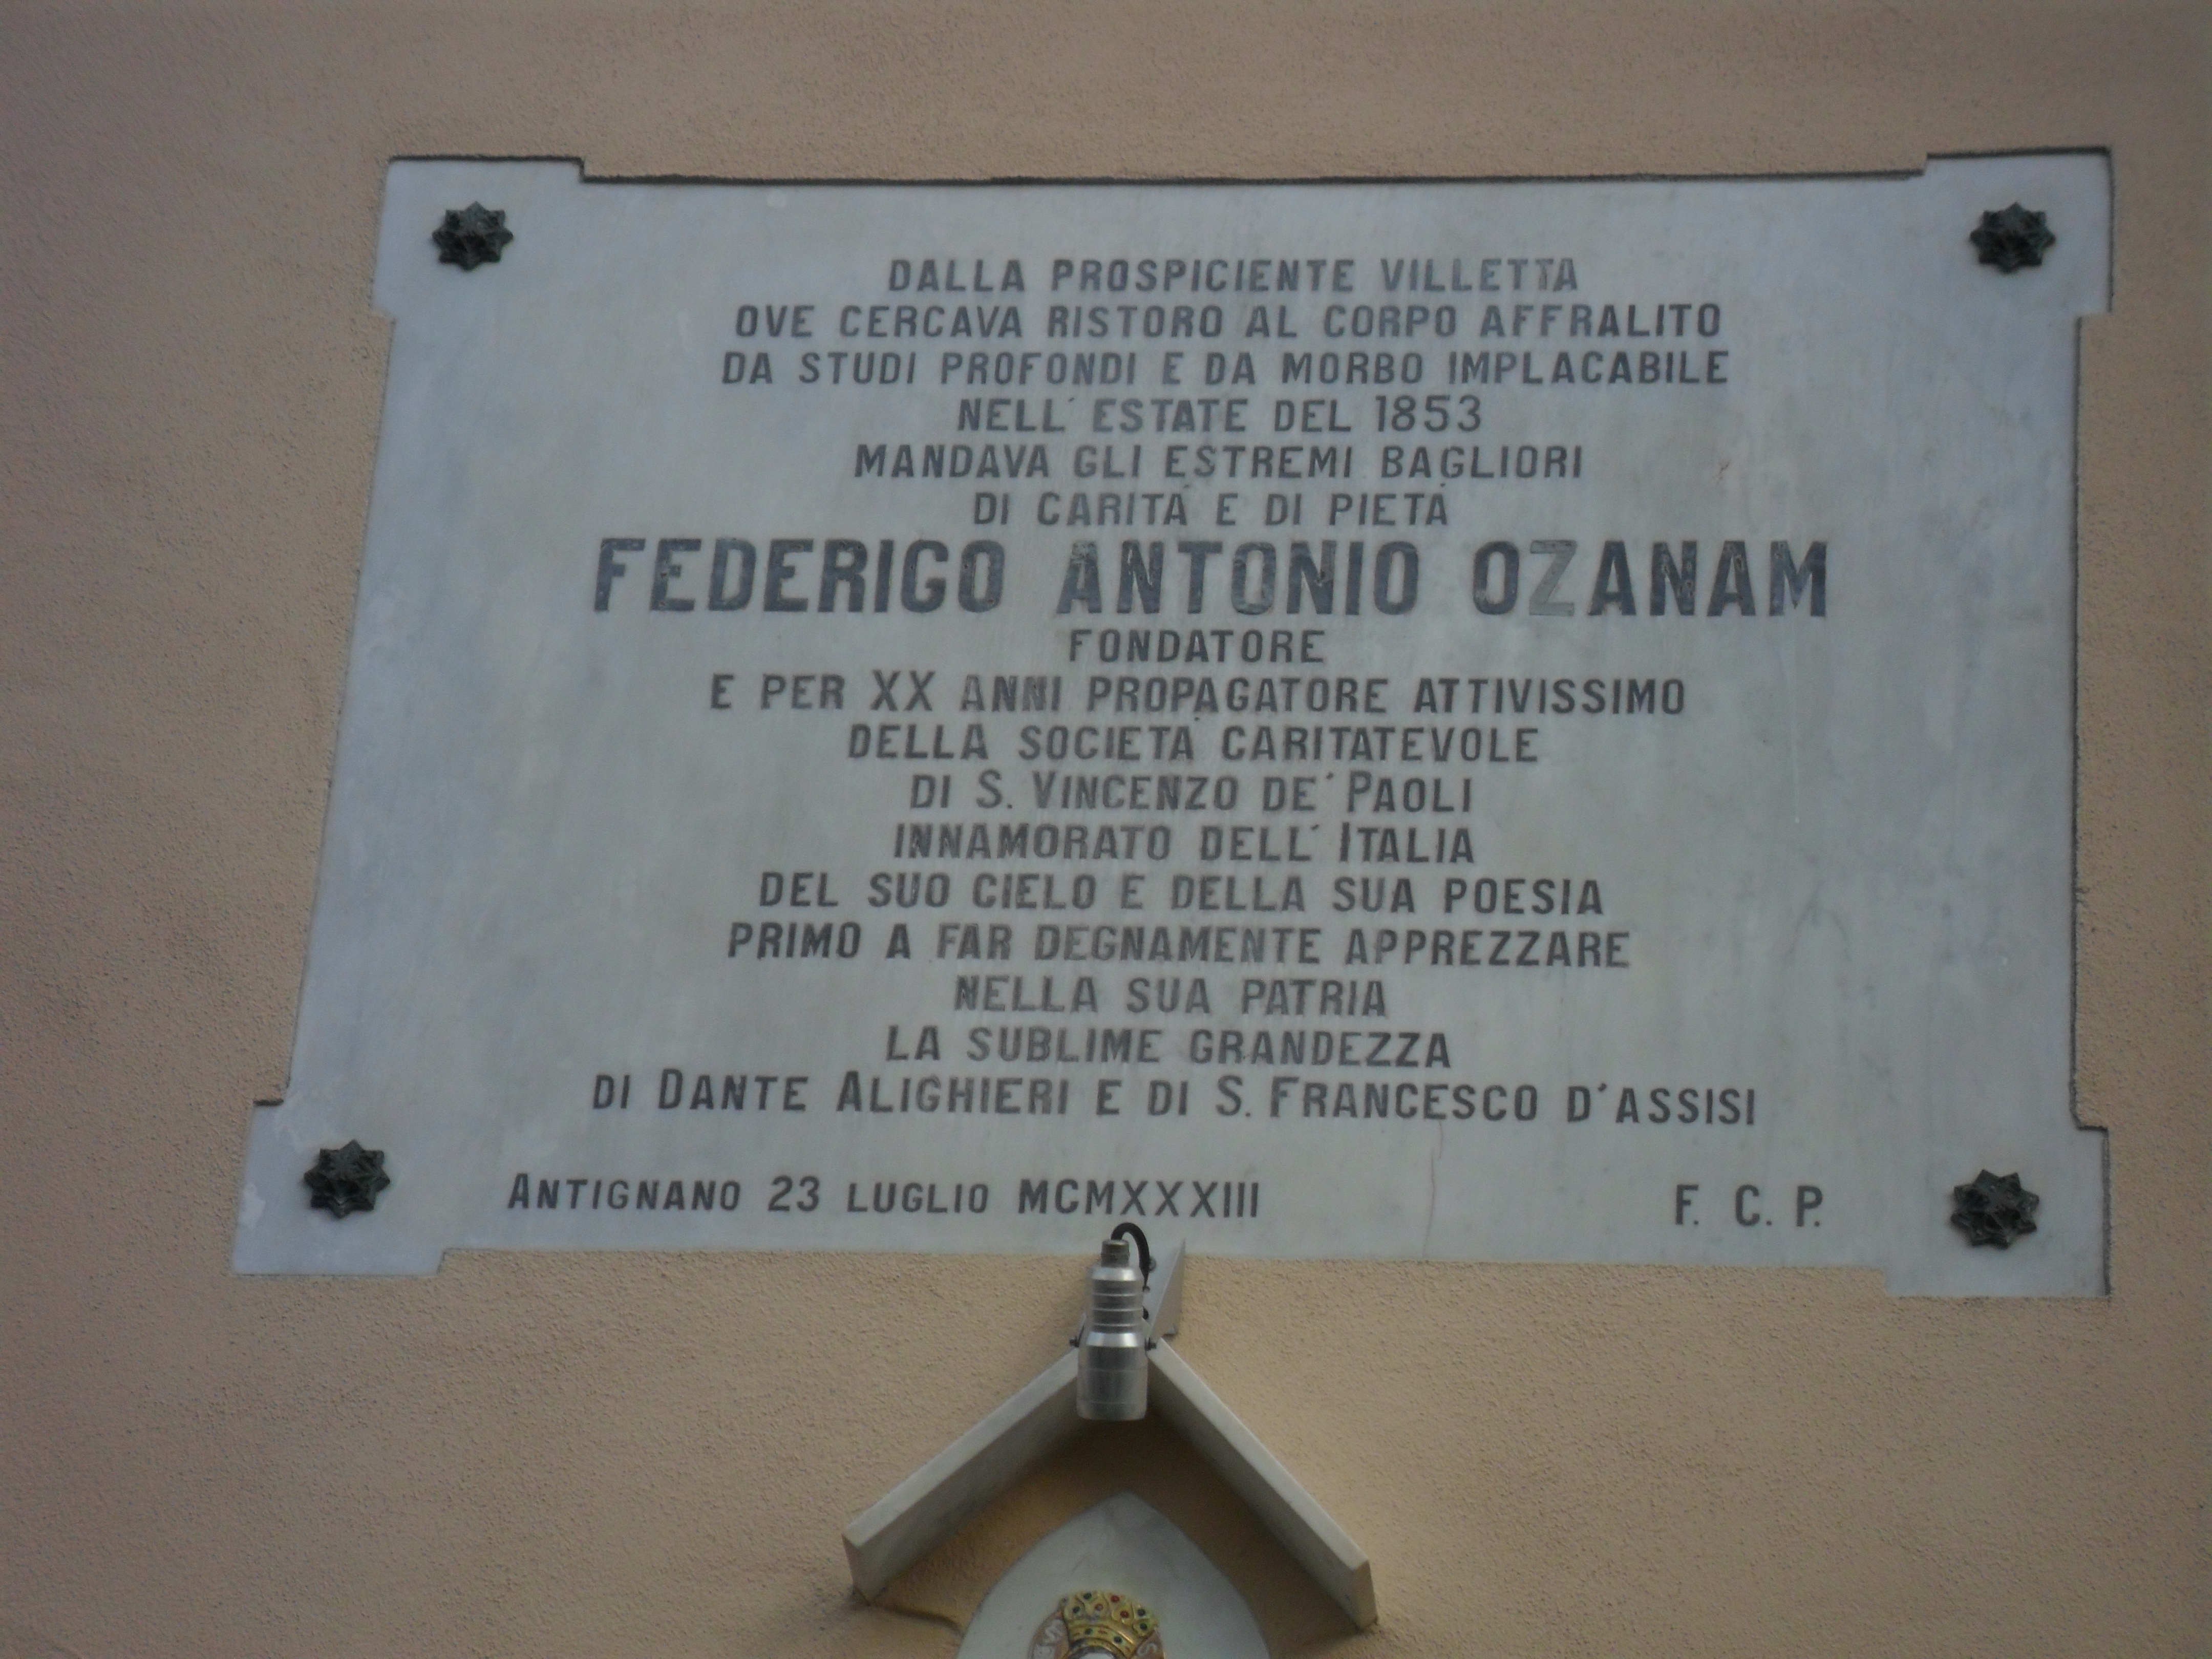 DALLA PROSPICIENTE VILLETTA
OVE CERCAVA RISTORO AL CORPO AFFRALITO
DA STUDI PROFONDI E DA MORBO IMPLACABILE
NELL' ESTATE DEL 1853
MANDAVA GLI ESTREMI BAGLIORI
DI CARITÀ E DI PIETÀ
FEDERIGO ANTONIO OZANAM
FONDATORE
E PER XX ANNI PROPAGATORE ATTIVISSIMO
DELLA SOCIETÀ CARITATEVOLE
DI S. VINCENZO DE' PAOLI
INNAMORATO DELL' ITALIA
DEL SUO CIELO E DELLA SUA POESIA
PRIMO A FAR DEGNAMENTE APPREZZARE
NELLA SUA PATRIA
LA SUBLIME GRANDEZZA
DI DANTE ALIGHIERI E DI S. FRANCESCO D'ASSISI
ANTIGNANO 23 LUGLIO MCMXXXIII F. C. P.